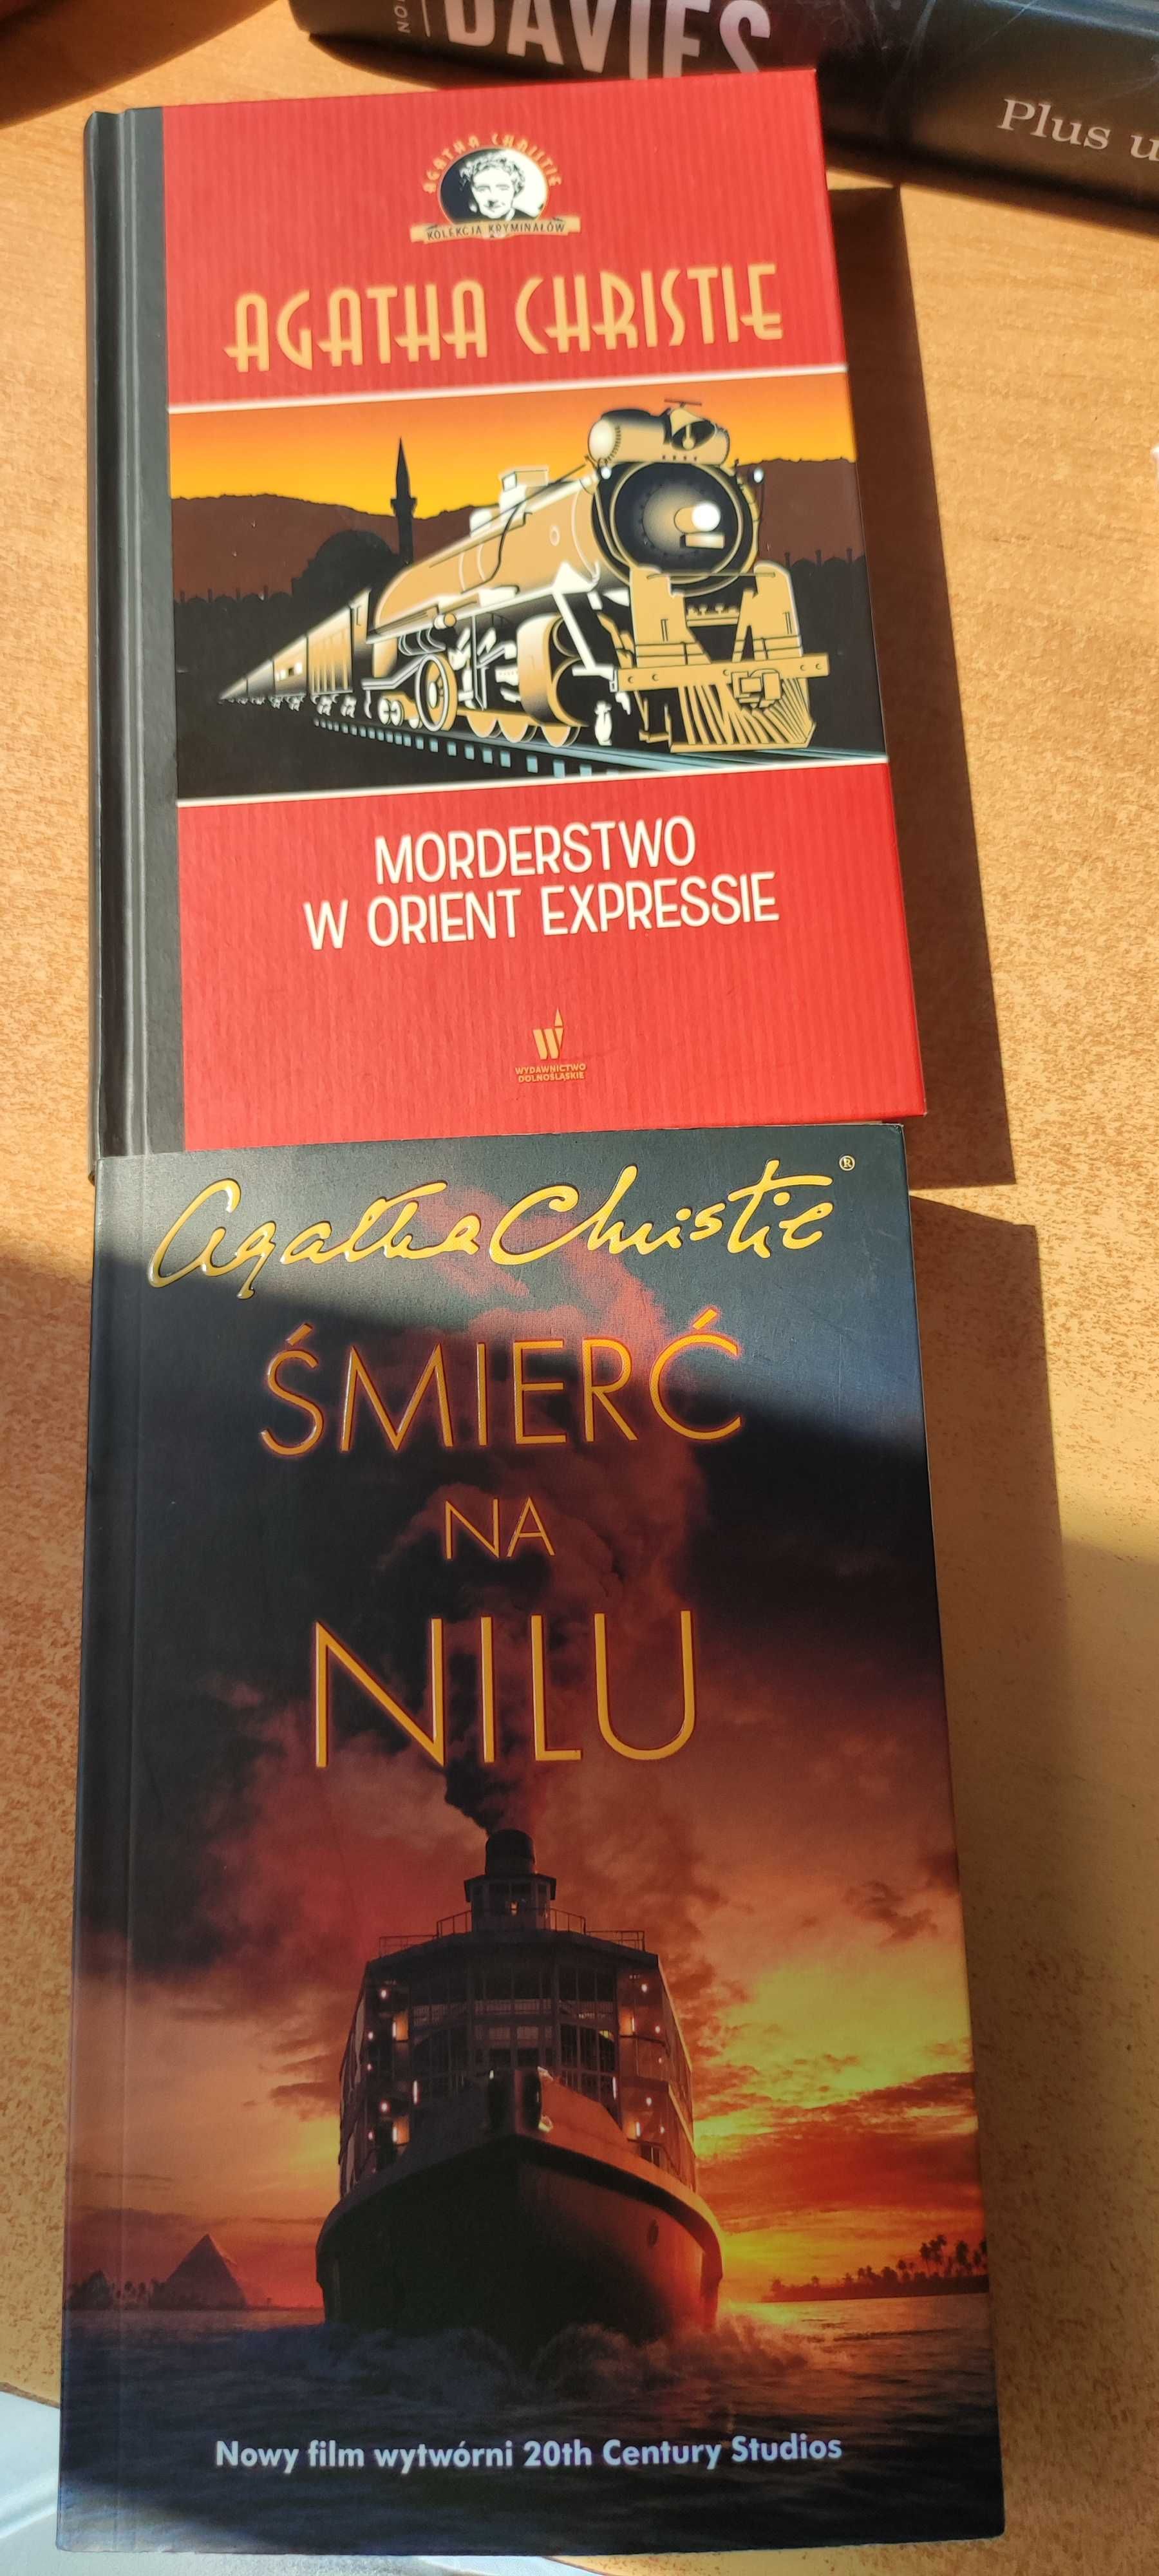 DAVIES
Plus u
AGATHA CHRISTIE
KOLEKCJA KRYMINAŁÓW
AGATHA CHRISTIE
MORDERSTWO
W ORIENT EXPRESSIE
W
WYDAWNICTWO
DOLNOŚLĄSKIE
Agatha Christie®
ŚMIERĆ
NA
NILU
Nowy film wytwórni 20th Century Studios